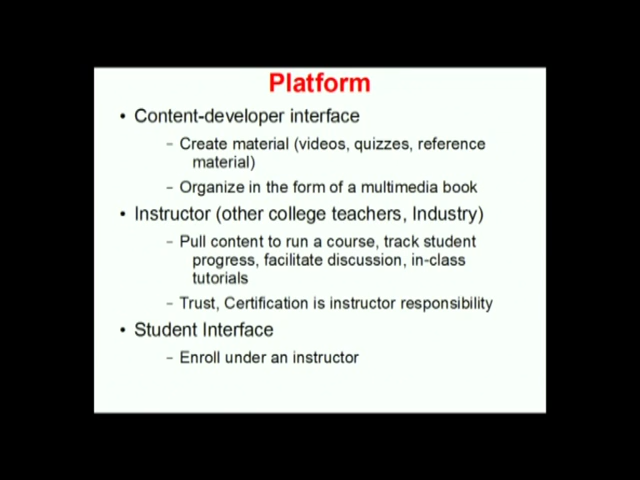 Platform
• Content-developer interface
– Create material (videos, quizzes, reference
material)
– Organize in the form of a multimedia book
• Instructor (other college teachers, Industry)
– Pull content to run a course, track student
progress, facilitate discussion, in-class
tutorials
– Trust, Certification is instructor responsibility
• Student Interface
– Enroll under an instructor